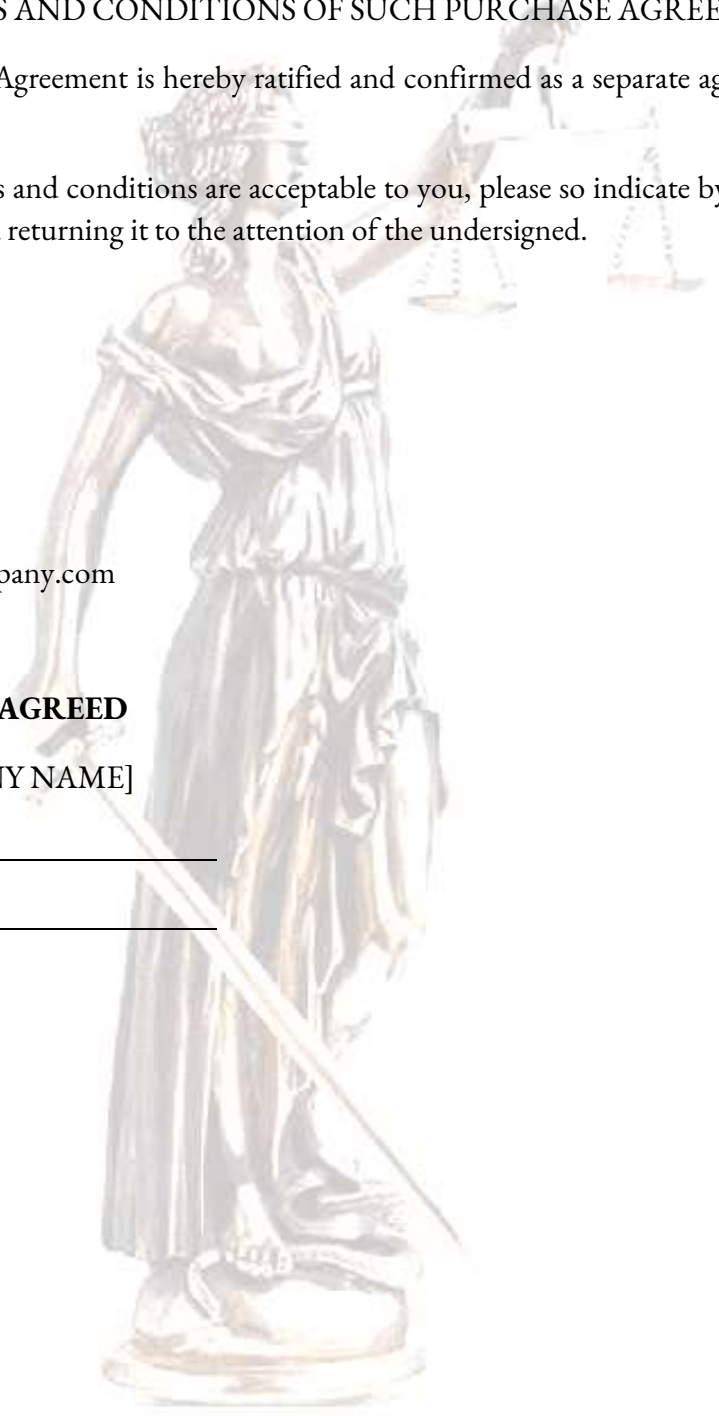 S AND CONDITIONS OF SUCH PURCHASE AGREE
Agreement is hereby ratified and confirmed as a separate ag
s and conditions are acceptable to you, please so indicate by
returning it to the attention of the undersigned.
pany.com
AGREED
NY NAME]